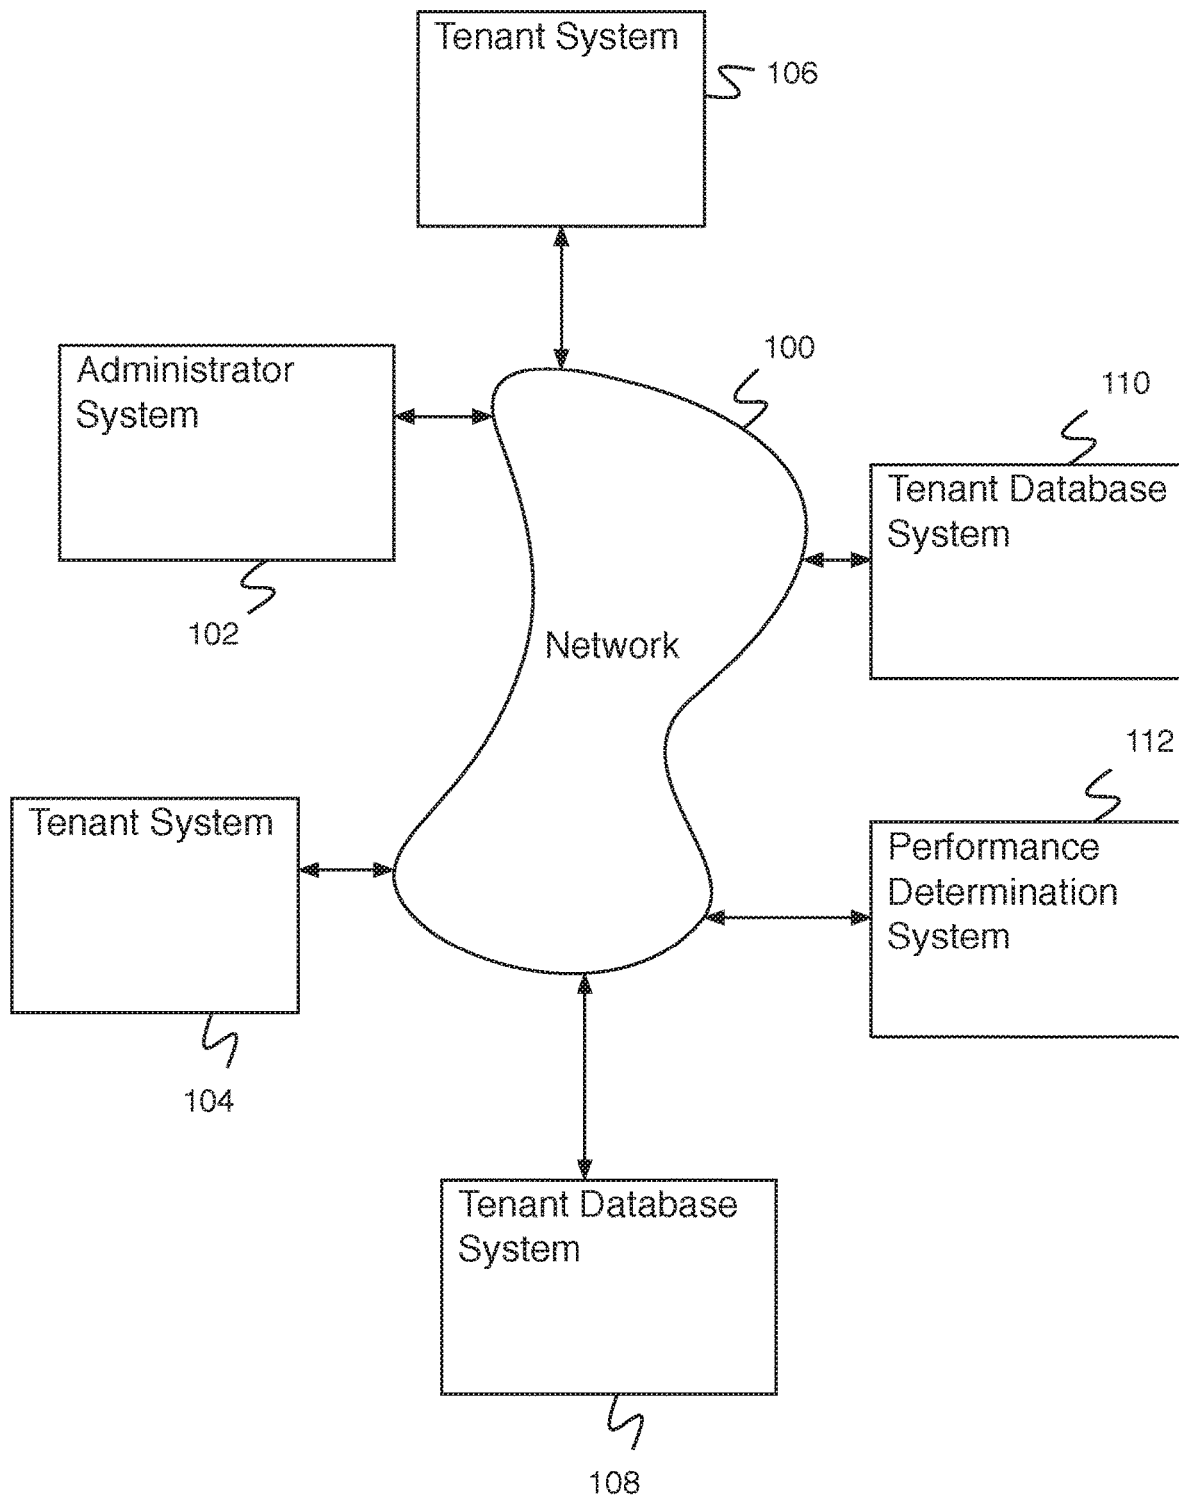 Tenant System
106
100
Administrator
System
110
Tenant Database
System
102
Network
112
Tenant System
Performance
Determination
System
104
Tenant Database
System
108